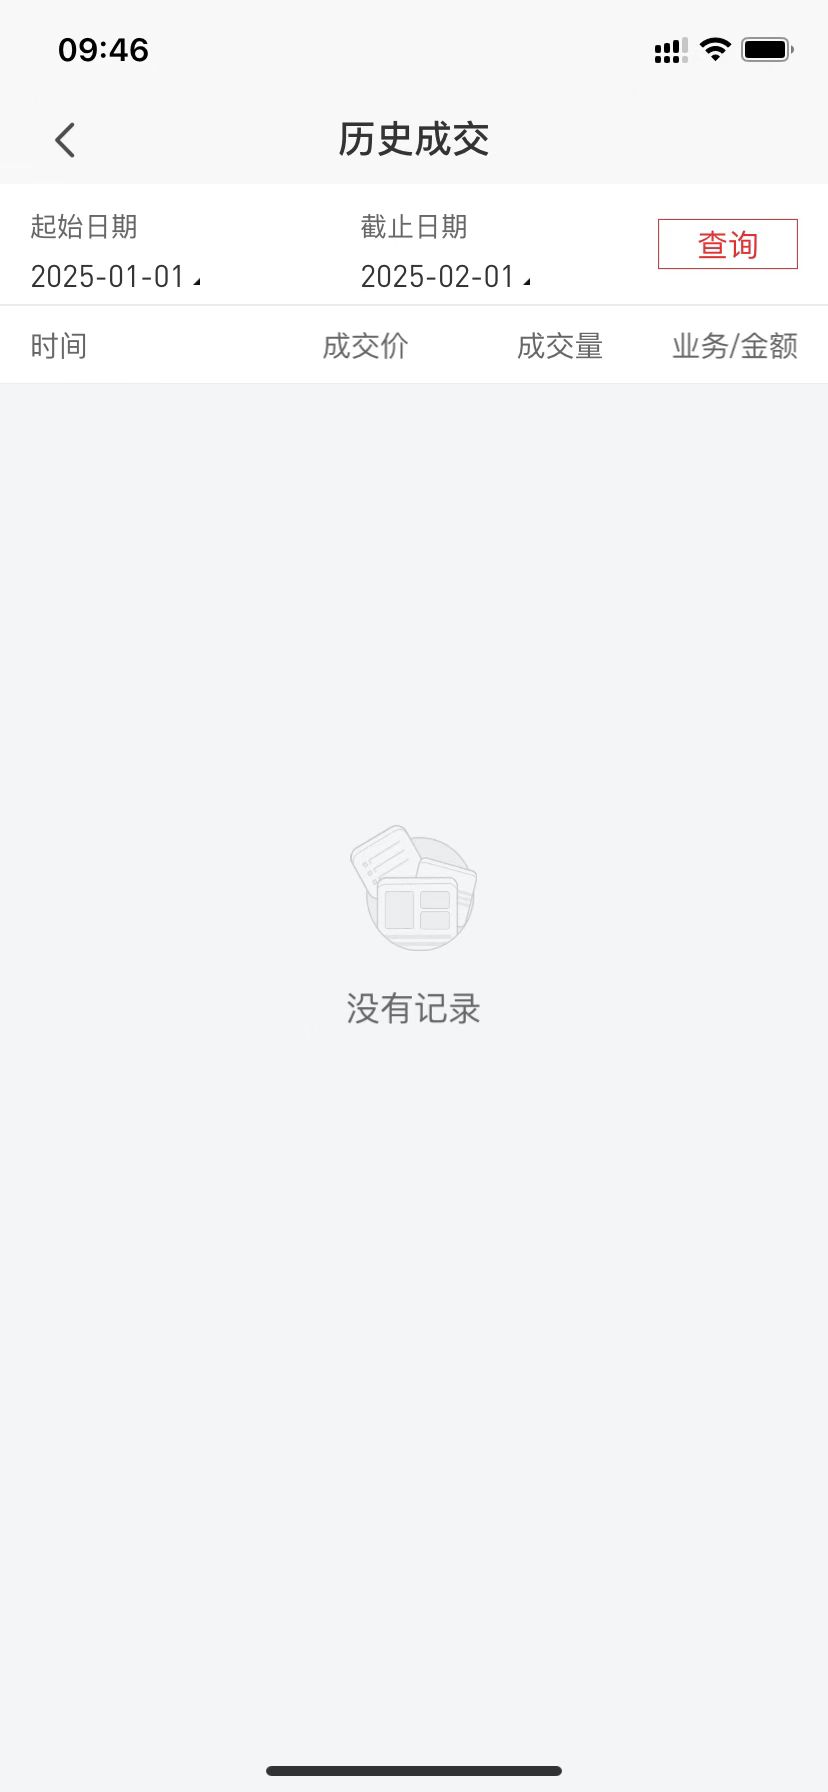 09:46
历史成交
起始日期 截止日期 查询
2025-01-01 2025-02-01
时间 成交价 成交量 业务/金额
没有记录